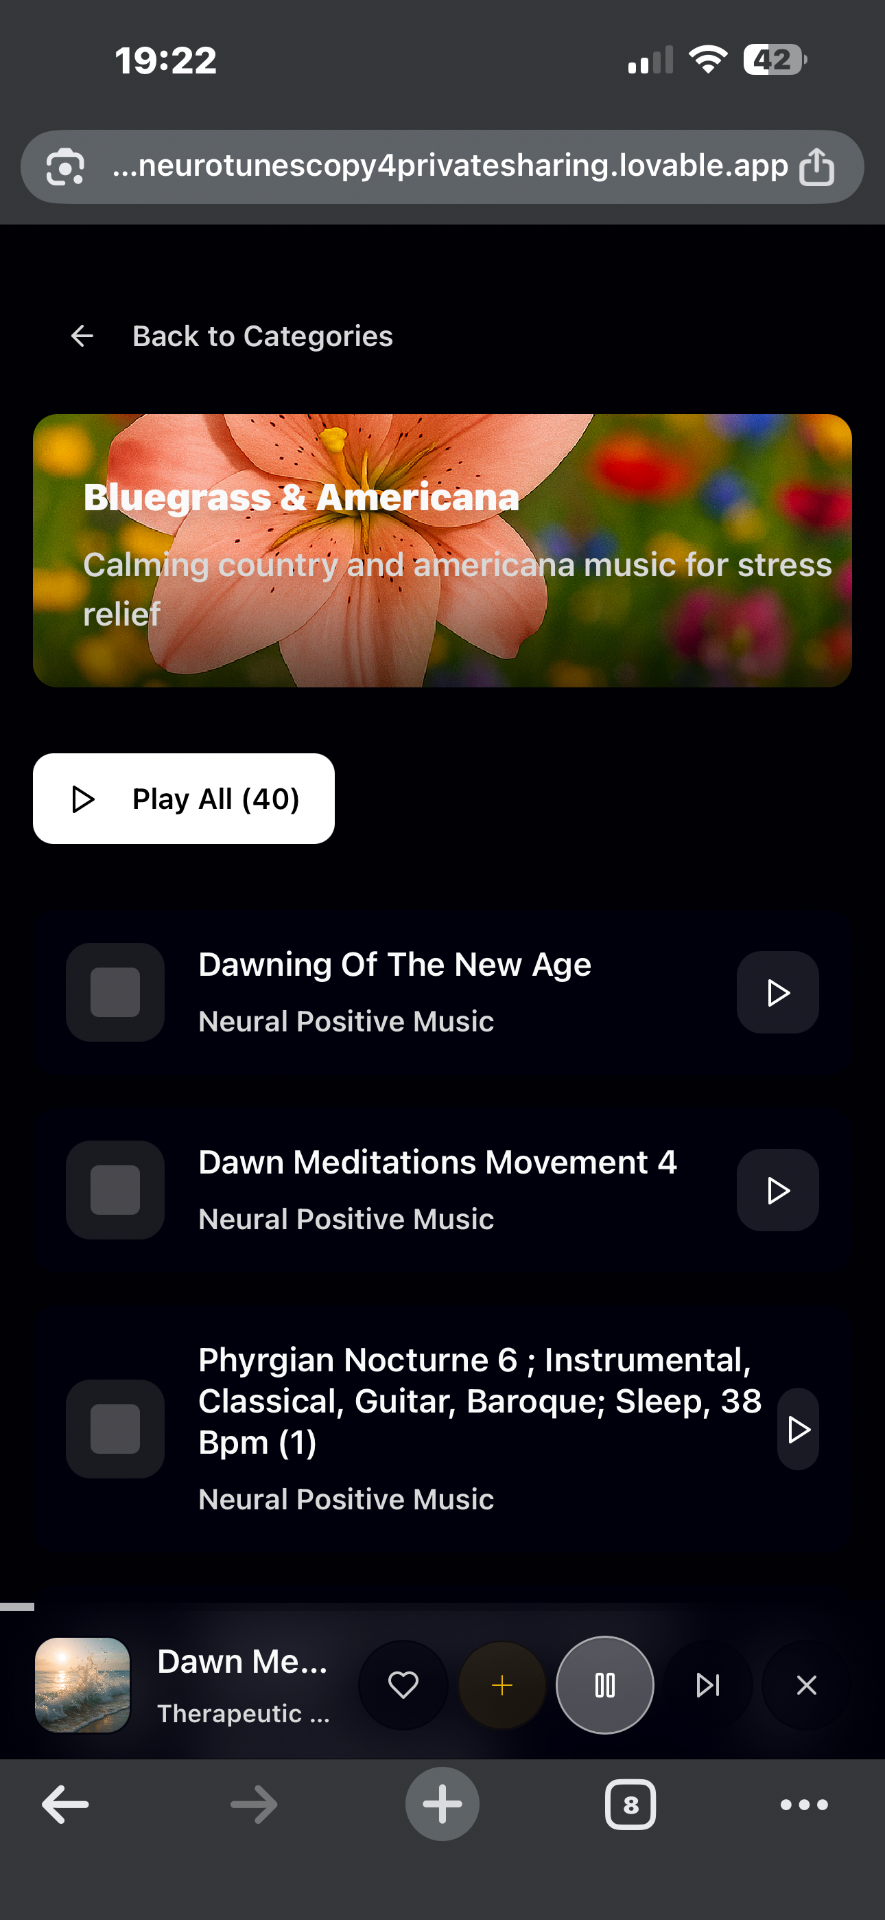 19:22
42
...neurotunescopy4privatesharing.lovable.app
Back to Categories
Bluegrass & Americana
Calming country and americana music for stress
relief
Play All (40)
Dawning Of The New Age
Neural Positive Music
Dawn Meditations Movement 4
Neural Positive Music
Phyrgian Nocturne 6 ; Instrumental,
Classical, Guitar, Baroque; Sleep, 38
Bpm (1)
Neural Positive Music
Dawn Me...
Therapeutic ...
8